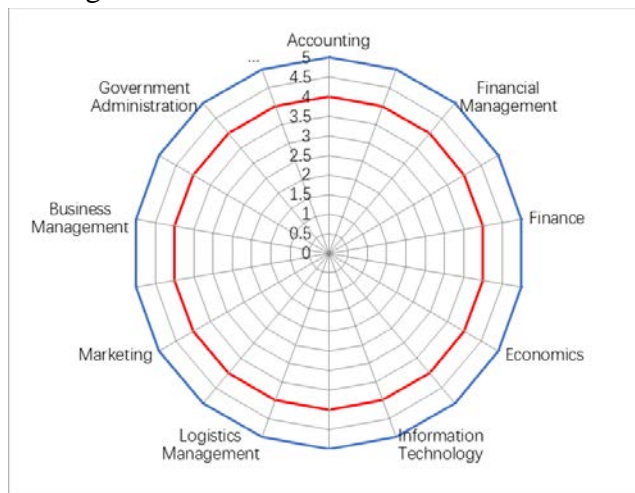 Accounting
...
5
4.5
4
3.5
3
2.5
2
1.5
1
0.5
0
Financial
Management
Finance
Economics
Information
Technology
Logistics
Management
Marketing
Business
Management
Government
Administration